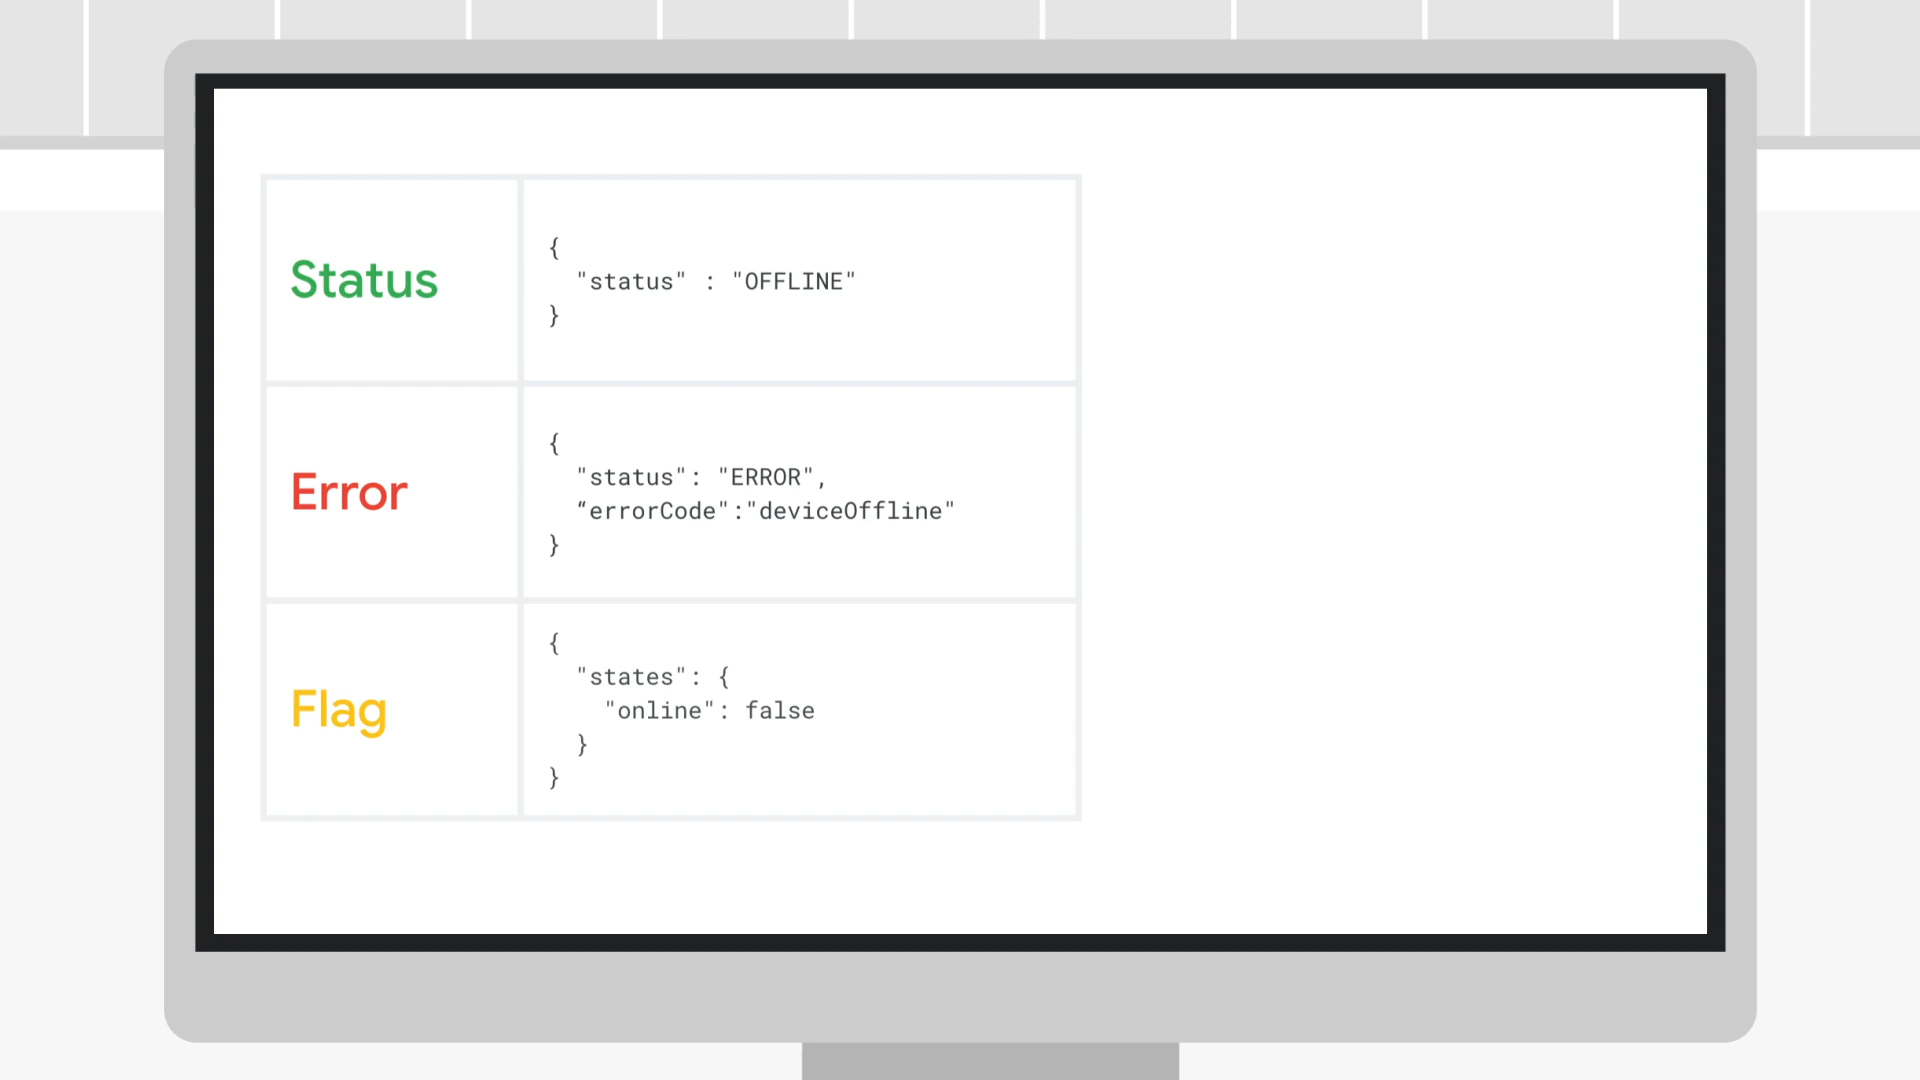 Status
{
"status" : "OFFLINE"
}
Error
{
"status": "ERROR",
“errorCode":"deviceOffline"
}
Flag
{
"states": {
"online": false
}
}